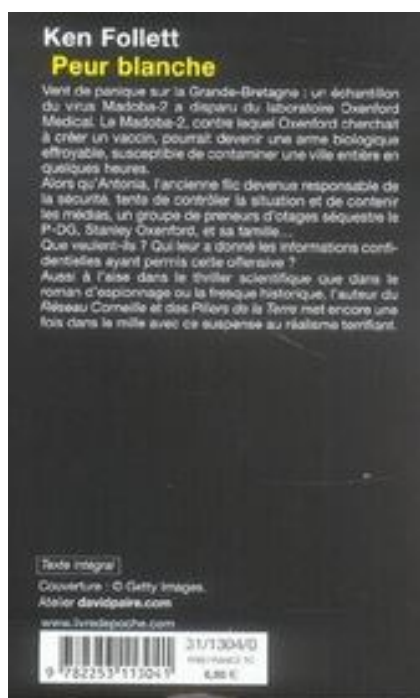 Ken Follett
Peur blanche
Vent de panique sur la Grande-Bretagne : un échantillon
du virus Madoba-2 a disparu du laboratoire Oxenford
Medical. Le Madoba-2, contre lequel Oxenford cherchait
à créer un vaccin, pourrait devenir une arme biologique
effroyable, susceptible de contaminer une ville entière en
quelques heures.
Alors qu'Antonia, l'ancienne flic devenue responsable de
la sécurité, tente de contrôler la situation et de contenir
les médias, un groupe de preneurs d'otages séquestre le
P-DG, Stanley Oxenford, et sa famille...
Que veulent-ils ? Qui leur a donné les informations confi-
dentielles ayant permis cette offensive ?
Aussi à l'aise dans le thriller scientifique que dans le
roman d'espionnage ou la fresque historique, l'auteur du
Réseau Corneille et des Piliers de la Terre met encore une
fois dans le mille avec ce suspense au réalisme terrifiant.
Texte intégral
Couverture : © Getty Images.
Atelier davidpaire.com
www.livredepoche.com
31/1304/0
PRIX FRANCE TC
9 782253 113041